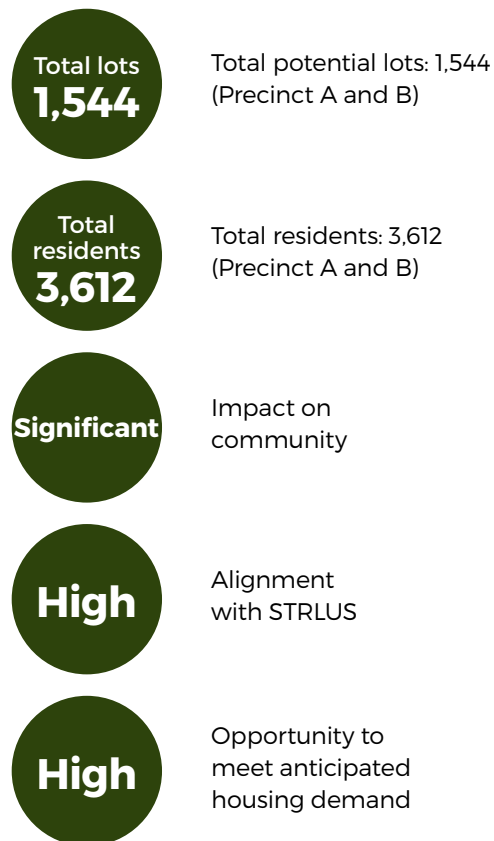 Total lots
1,544
Total potential lots: 1,544
(Precinct A and B)
Total
residents
3,612
Total residents: 3,612
(Precinct A and B)
Significant
Impact on
community
High
Alignment
with STRLUS
High
Opportunity to
meet anticipated
housing demand